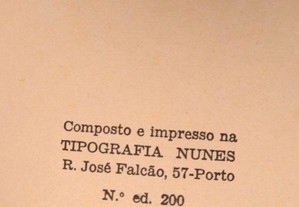 Composto e impresso na
TIPOGRAFIA NUNES
R. José Falcão, 57-Porto
N.º ed. 200